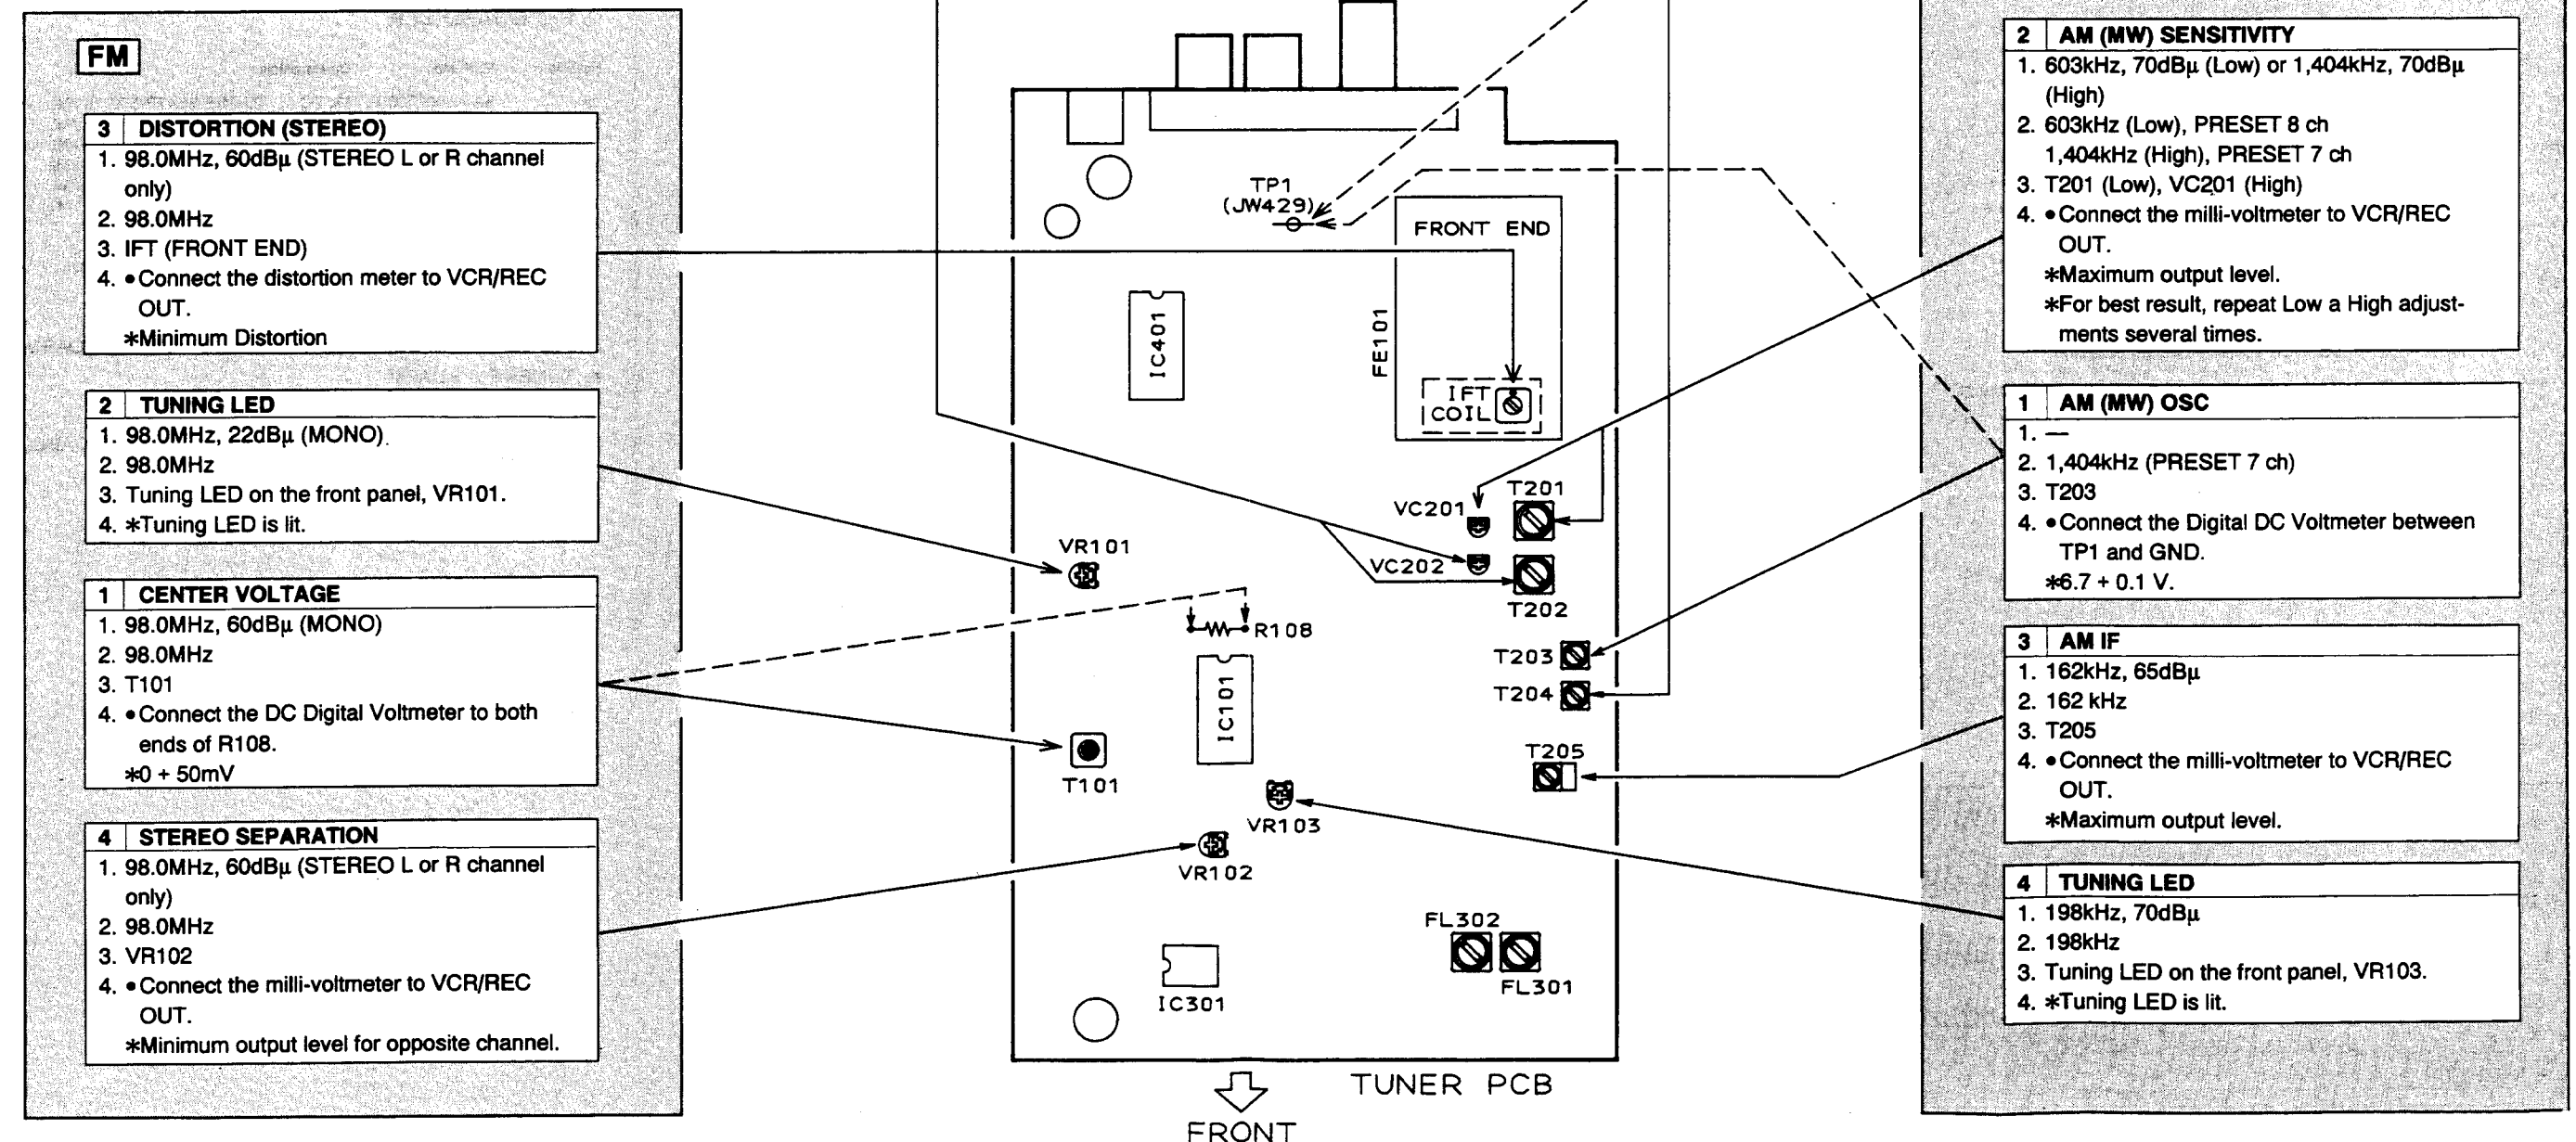 FM
3 DISTORTION (STEREO)
1. 98.0MHz, 60dBμ (STEREO L or R channel
only)
2. 98.0MHz
3. IFT (FRONT END)
4. •Connect the distortion meter to VCR/REC
OUT.
*Minimum Distortion
2 TUNING LED
1. 98.0MHz, 22dBμ (MONO)
2. 98.0MHz
3. Tuning LED on the front panel, VR101.
4. *Tuning LED is lit.
1 CENTER VOLTAGE
1. 98.0MHz, 60dBμ (MONO)
2. 98.0MHz
3. T101
4. •Connect the DC Digital Voltmeter to both
ends of R108.
*0 + 50mV
4 STEREO SEPARATION
1. 98.0MHz, 60dBμ (STEREO L or R channel
only)
2. 98.0MHz
3. VR102
4. •Connect the milli-voltmeter to VCR/REC
OUT.
*Minimum output level for opposite channel.
TP1
(JW429)
FRONT END
FE101
IC401
IFT
COIL
VC201
T201
VR101
VC202
T202
R108
T203
IC101
T204
T205
T101
VR103
VR102
FL302
FL301
IC301
TUNER PCB
FRONT
2 AM (MW) SENSITIVITY
1. 603kHz, 70dBμ (Low) or 1,404kHz, 70dBμ
(High)
2. 603kHz (Low), PRESET 8 ch
1,404kHz (High), PRESET 7 ch
3. T201 (Low), VC201 (High)
4. •Connect the milli-voltmeter to VCR/REC
OUT.
*Maximum output level.
*For best result, repeat Low a High adjust-
ments several times.
1 AM (MW) OSC
1. —
2. 1,404kHz (PRESET 7 ch)
3. T203
4. •Connect the Digital DC Voltmeter between
TP1 and GND.
*6.7 + 0.1 V.
3 AM IF
1. 162kHz, 65dBμ
2. 162 kHz
3. T205
4. •Connect the milli-voltmeter to VCR/REC
OUT.
*Maximum output level.
4 TUNING LED
1. 198kHz, 70dBμ
2. 198kHz
3. Tuning LED on the front panel, VR103.
4. *Tuning LED is lit.